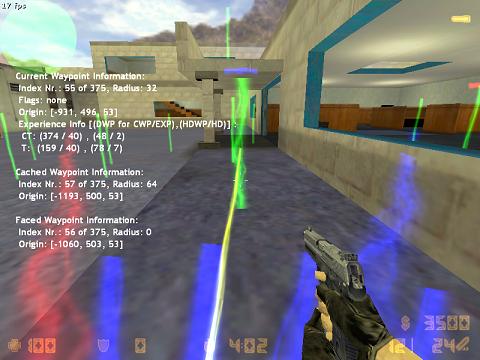 17 fps
Current Waypoint Information:
Index Nr.: 55 of 375, Radius: 32
Flags: none
Origin: [-931, 496, 53]
Experience Info [(DWP for CWP/EXP),(HDWP/HD)] :
CT: (374 / 40) , (48 / 2)
T: (159 / 40) , (78 / 7)
Cached Waypoint Information:
Index Nr.: 57 of 375, Radius: 64
Origin: [-1193, 500, 53]
Faced Waypoint Information:
Index Nr.: 56 of 375, Radius: 0
Origin: [-1060, 503, 53]
$ 3500
100 4:02 12 | 24